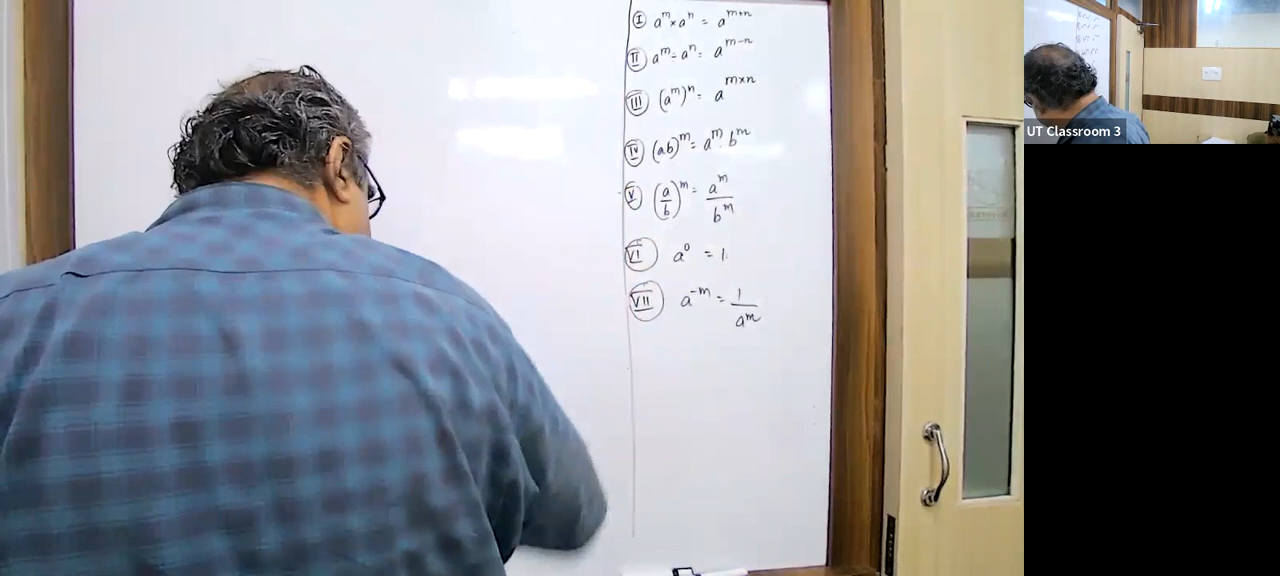 I a^m × a^n = a^{m+n}
II a^m ÷ a^n = a^{m-n}
III (a^m)^n = a^{m×n}
IV (ab)^m = a^m · b^m
V (a/b)^m = a^m/b^m
VI a^0 = 1.
VII a^{-m} = 1/a^m
UT Classroom 3